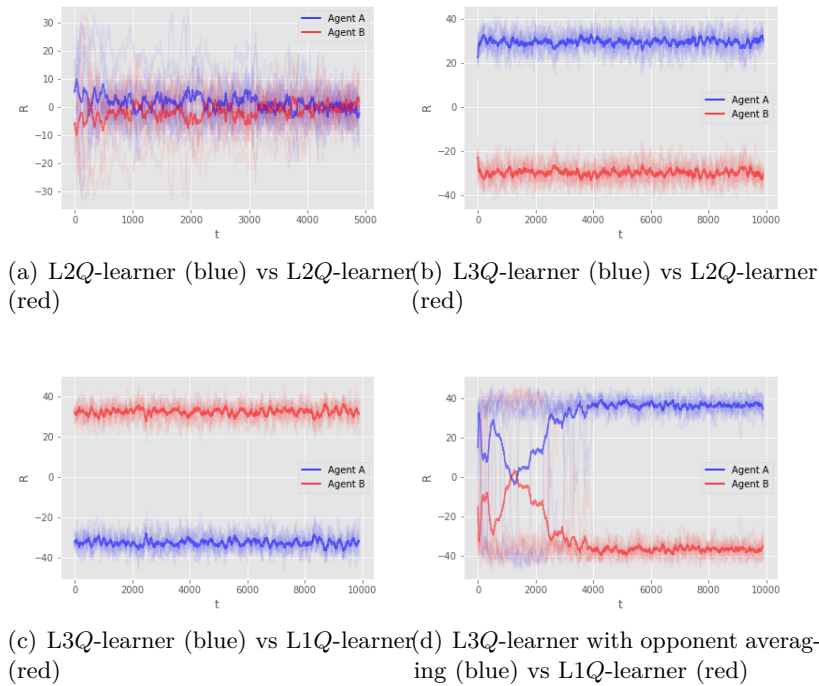 30
20
10
0
−10
−20
−30
R
0 1000 2000 3000 4000 5000
t
Agent A
Agent B
40
20
0
−20
−40
R
0 2000 4000 6000 8000 10000
t
Agent A
Agent B
(a) L2Q-learner (blue) vs L2Q-learner
(red)
(b) L3Q-learner (blue) vs L2Q-learner
(red)
40
20
0
−20
−40
R
0 2000 4000 6000 8000 10000
t
Agent A
Agent B
40
20
0
−20
−40
R
0 2000 4000 6000 8000 10000
t
Agent A
Agent B
(c) L3Q-learner (blue) vs L1Q-learner
(red)
(d) L3Q-learner with opponent averag-
ing (blue) vs L1Q-learner (red)